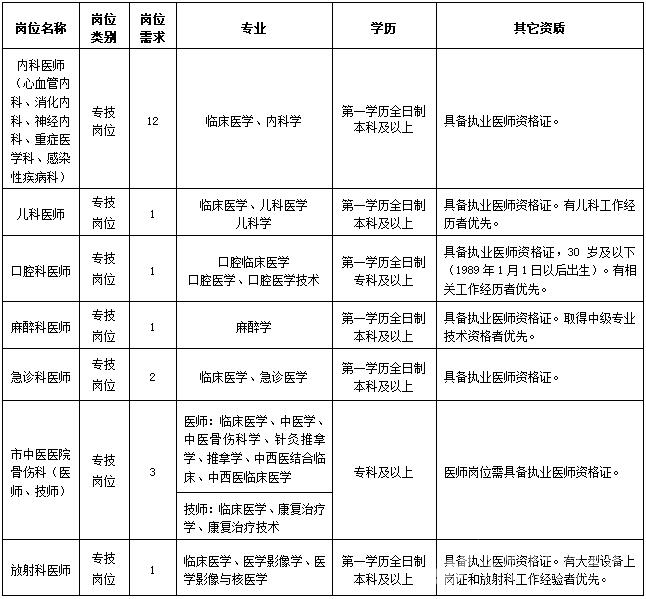 岗位名称
岗位
类别
岗位
需求
专业
学历
其它资质
内科医师
（心血管内
科、消化内
科、神经内
科、重症医
学科、感染
性疾病科）
专技
岗位
12
临床医学、内科学
第一学历全日制
本科及以上
具备执业医师资格证。
儿科医师
专技
岗位
1
临床医学、儿科医学
儿科学
第一学历全日制
本科及以上
具备执业医师资格证。有儿科工作经
历者优先。
口腔科医师
专技
岗位
1
口腔临床医学
口腔医学、口腔医学技术
第一学历全日制
专科及以上
具备执业医师资格证，30 岁及以下
（1989年1月1日以后出生）。有相
关工作经历者优先。
麻醉科医师
专技
岗位
1
麻醉学
第一学历全日制
本科及以上
具备执业医师资格证。取得中级专业
技术资格者优先。
急诊科医师
专技
岗位
2
临床医学、急诊医学
第一学历全日制
本科及以上
具备执业医师资格证。
市中医医院
骨伤科（医
师、技师）
专技
岗位
3
医师：临床医学、中医学、
中医骨伤科学、针灸推拿
学、推拿学、中西医结合临
床、中西医临床医学
技师：临床医学、康复治疗
学、康复治疗技术
专科及以上
医师岗位需具备执业医师资格证。
放射科医师
专技
岗位
1
临床医学、医学影像学、医
学影像与核医学
第一学历全日制
本科及以上
具备执业医师资格证。有大型设备上
岗证和放射科工作经验者优先。